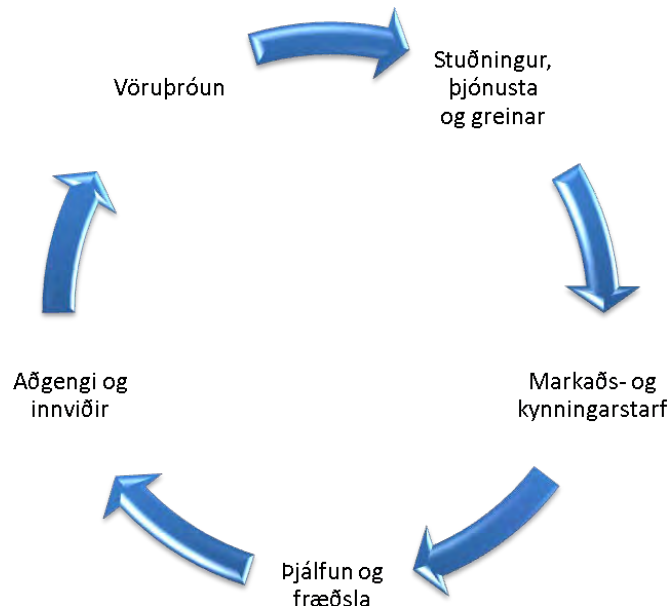 Vöruþróun
Stuðningur,
þjónusta
og greinar
Markaðs- og
kynningarstarf
Þjálfun og
fræðsla
Aðgengi og
innviðir